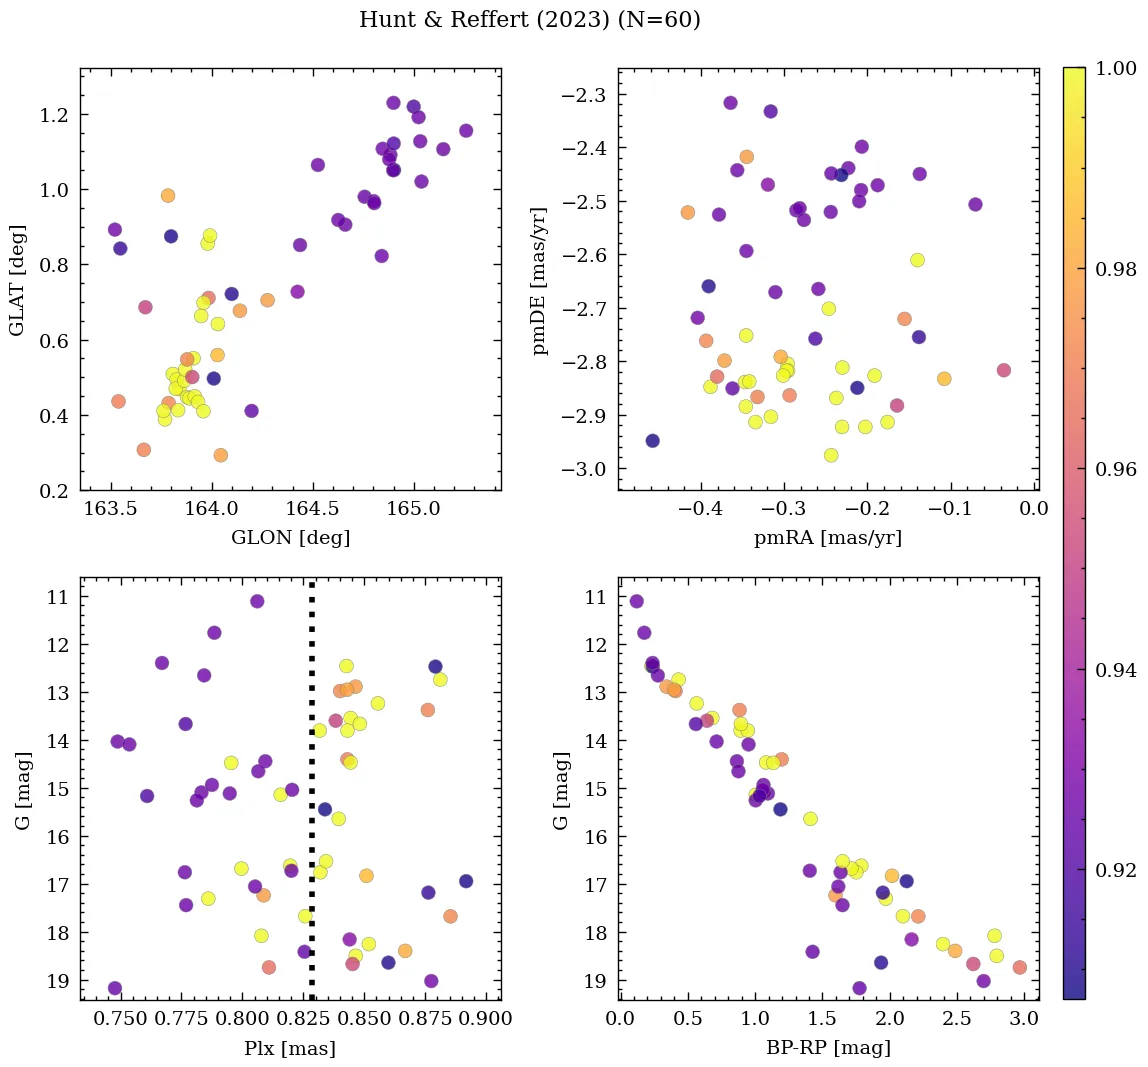 Hunt & Reffert (2023) (N=60)
1.2
1.0
0.8
0.6
0.4
0.2
GLAT [deg]
163.5 164.0 164.5 165.0
GLON [deg]
−2.3
−2.4
−2.5
−2.6
−2.7
−2.8
−2.9
−3.0
pmDE [mas/yr]
−0.4 −0.3 −0.2 −0.1 0.0
pmRA [mas/yr]
11
12
13
14
15
16
17
18
19
G [mag]
0.750 0.775 0.800 0.825 0.850 0.875 0.900
Plx [mas]
11
12
13
14
15
16
17
18
19
G [mag]
0.0 0.5 1.0 1.5 2.0 2.5 3.0
BP-RP [mag]
1.00
0.98
0.96
0.94
0.92